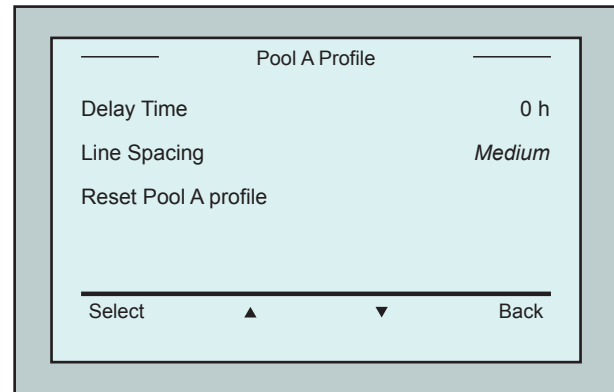 Pool A Profile
Delay Time 0 h
Line Spacing Medium
Reset Pool A profile
Select ▲ ▼ Back